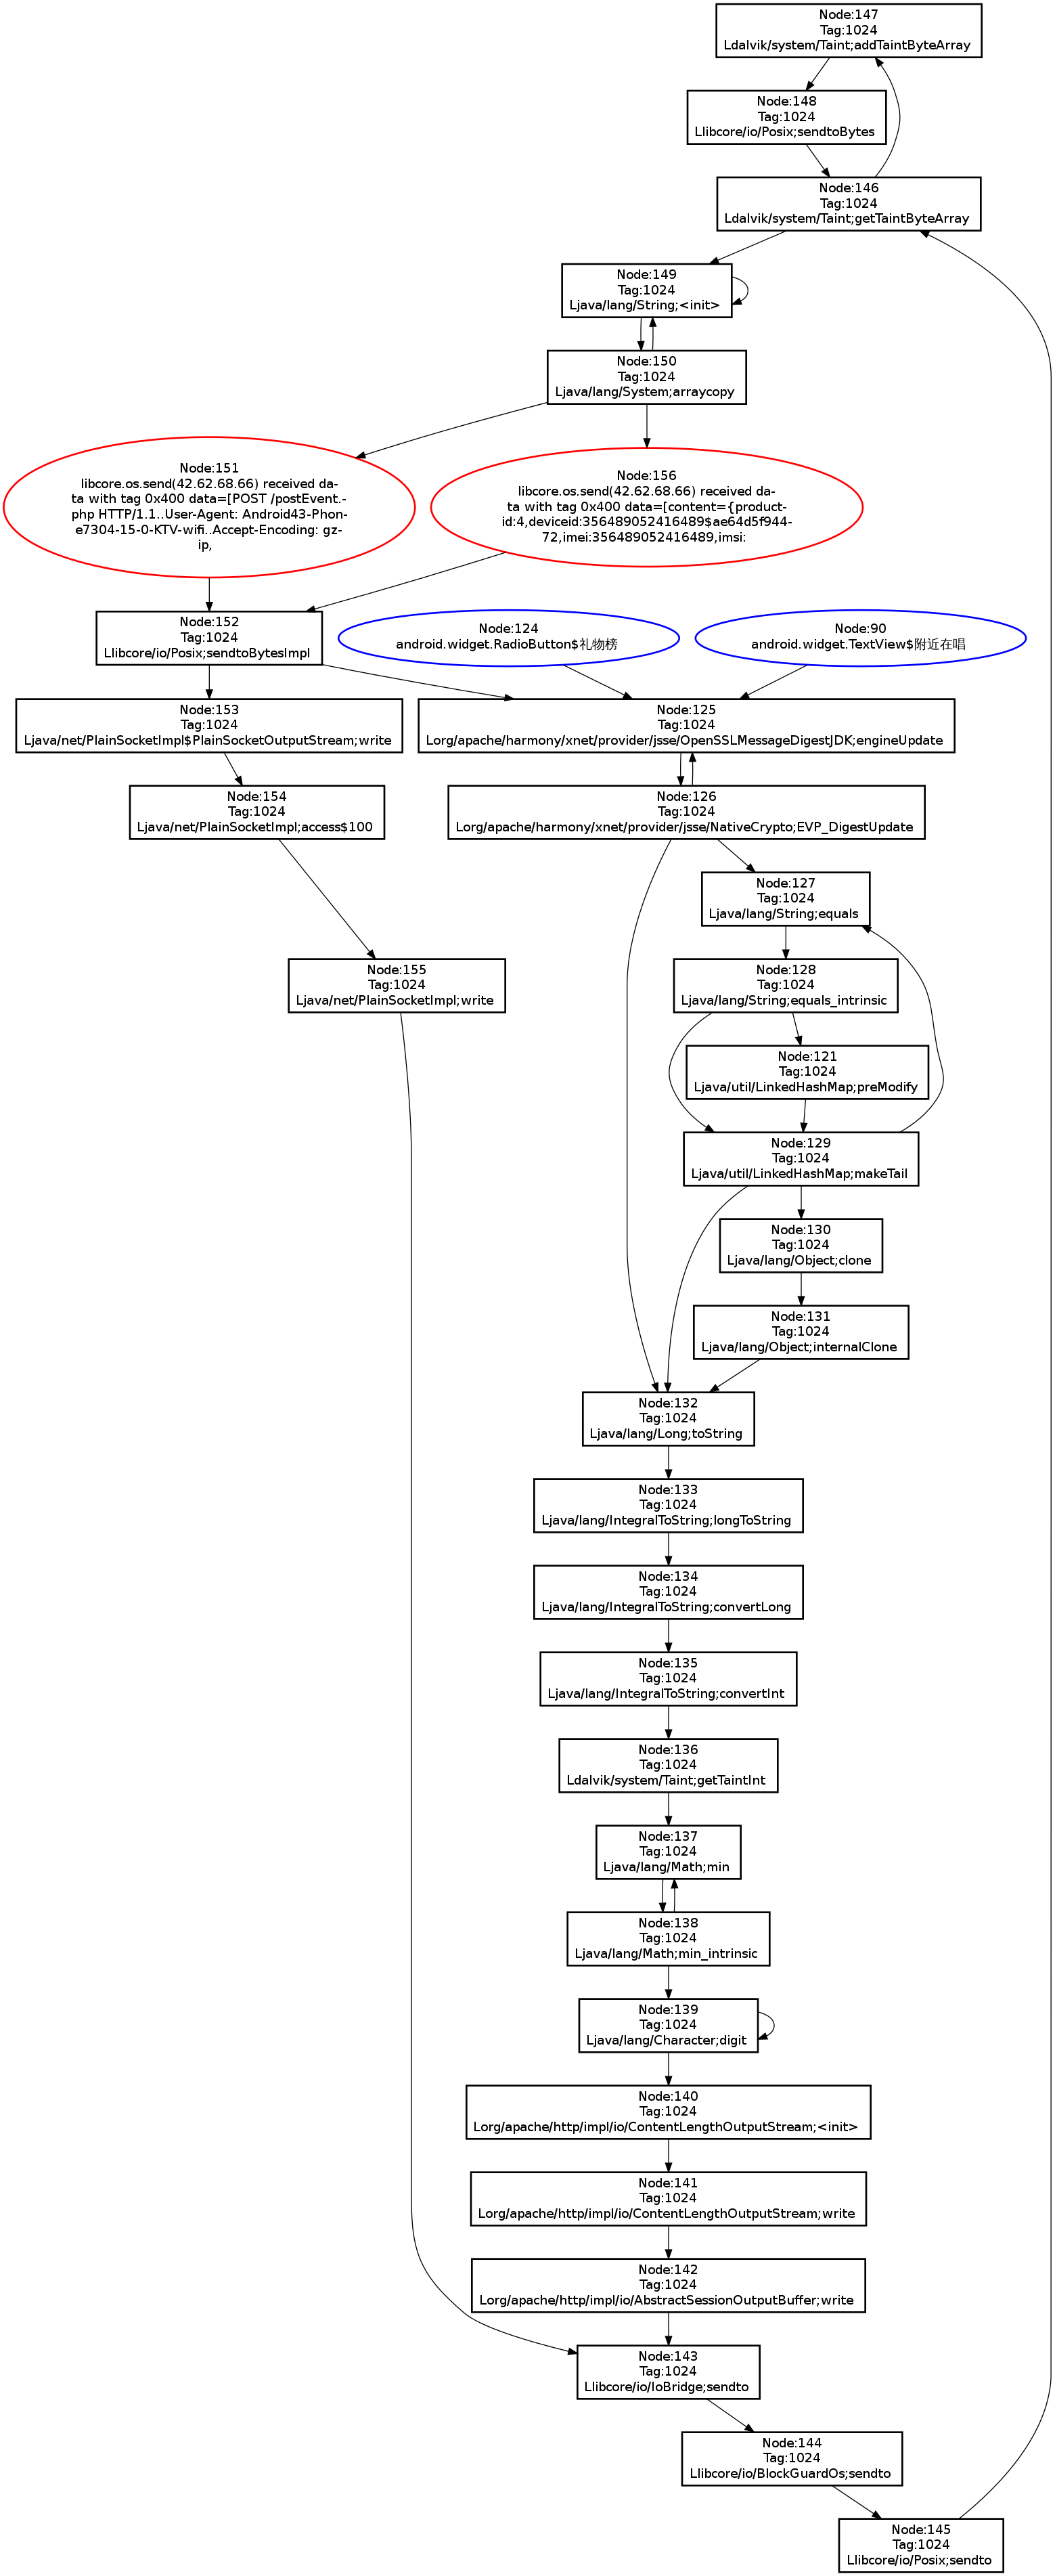 Node:147
Tag:1024
Ldalvik/system/Taint;addTaintByteArray
Node:148
Tag:1024
Llibcore/io/Posix;sendtoBytes
Node:146
Tag:1024
Ldalvik/system/Taint;getTaintByteArray
Node:149
Tag:1024
Ljava/lang/String;<init>
Node:150
Tag:1024
Ljava/lang/System;arraycopy
Node:151
libcore.os.send(42.62.68.66) received da-
ta with tag 0x400 data=[POST /postEvent.-
php HTTP/1.1..User-Agent: Android43-Phon-
e7304-15-0-KTV-wifi..Accept-Encoding: gz-
ip,
Node:156
libcore.os.send(42.62.68.66) received da-
ta with tag 0x400 data=[content={product-
id:4,deviceid:356489052416489$ae64d5f944-
72,imei:356489052416489,imsi:
Node:152
Tag:1024
Llibcore/io/Posix;sendtoBytesImpl
Node:124
android.widget.RadioButton$礼物榜
Node:90
android.widget.TextView$附近在唱
Node:153
Tag:1024
Ljava/net/PlainSocketImpl$PlainSocketOutputStream;write
Node:125
Tag:1024
Lorg/apache/harmony/xnet/provider/jsse/OpenSSLMessageDigestJDK;engineUpdate
Node:154
Tag:1024
Ljava/net/PlainSocketImpl;access$100
Node:126
Tag:1024
Lorg/apache/harmony/xnet/provider/jsse/NativeCrypto;EVP_DigestUpdate
Node:127
Tag:1024
Ljava/lang/String;equals
Node:155
Tag:1024
Ljava/net/PlainSocketImpl;write
Node:128
Tag:1024
Ljava/lang/String;equals_intrinsic
Node:121
Tag:1024
Ljava/util/LinkedHashMap;preModify
Node:129
Tag:1024
Ljava/util/LinkedHashMap;makeTail
Node:130
Tag:1024
Ljava/lang/Object;clone
Node:131
Tag:1024
Ljava/lang/Object;internalClone
Node:132
Tag:1024
Ljava/lang/Long;toString
Node:133
Tag:1024
Ljava/lang/IntegralToString;longToString
Node:134
Tag:1024
Ljava/lang/IntegralToString;convertLong
Node:135
Tag:1024
Ljava/lang/IntegralToString;convertInt
Node:136
Tag:1024
Ldalvik/system/Taint;getTaintInt
Node:137
Tag:1024
Ljava/lang/Math;min
Node:138
Tag:1024
Ljava/lang/Math;min_intrinsic
Node:139
Tag:1024
Ljava/lang/Character;digit
Node:140
Tag:1024
Lorg/apache/http/impl/io/ContentLengthOutputStream;<init>
Node:141
Tag:1024
Lorg/apache/http/impl/io/ContentLengthOutputStream;write
Node:142
Tag:1024
Lorg/apache/http/impl/io/AbstractSessionOutputBuffer;write
Node:143
Tag:1024
Llibcore/io/IoBridge;sendto
Node:144
Tag:1024
Llibcore/io/BlockGuardOs;sendto
Node:145
Tag:1024
Llibcore/io/Posix;sendto